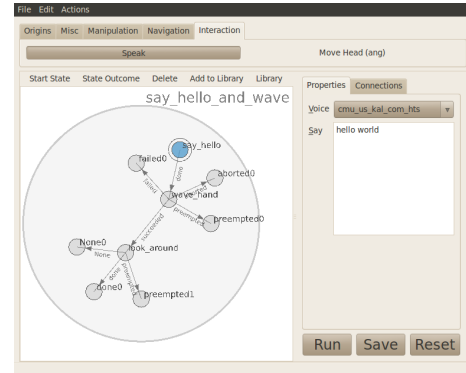 File Edit Actions
Origins Misc Manipulation Navigation Interaction
Speak Move Head (ang)
Start State State Outcome Delete Add to Library Library
Properties Connections
say_hello_and_wave
Voice cmu_us_kal_com_hts
Say hello world
say_hello
failed0
done
aborted0
failed
wave_hand
preempted
preempted0
succeeded
None0
None
look_around
done
preempted
done0
preempted1
Run Save Reset